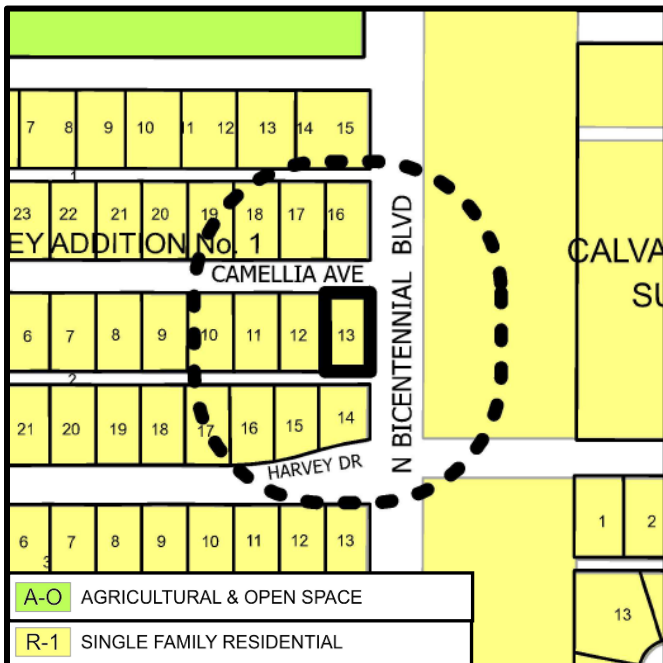 7 8 9 10 11 12 13 14 15
1
23 22 21 20 19 18 17 16
EY ADDITION No. 1
CAMELLIA AVE
N BICENTENNIAL BLVD
CALVA
SU
6 7 8 9 10 11 12 13
2
21 20 19 18 17 16 15 14
HARVEY DR
6 7 8 9 10 11 12 13
3
1 2
13
A-O AGRICULTURAL & OPEN SPACE
R-1 SINGLE FAMILY RESIDENTIAL